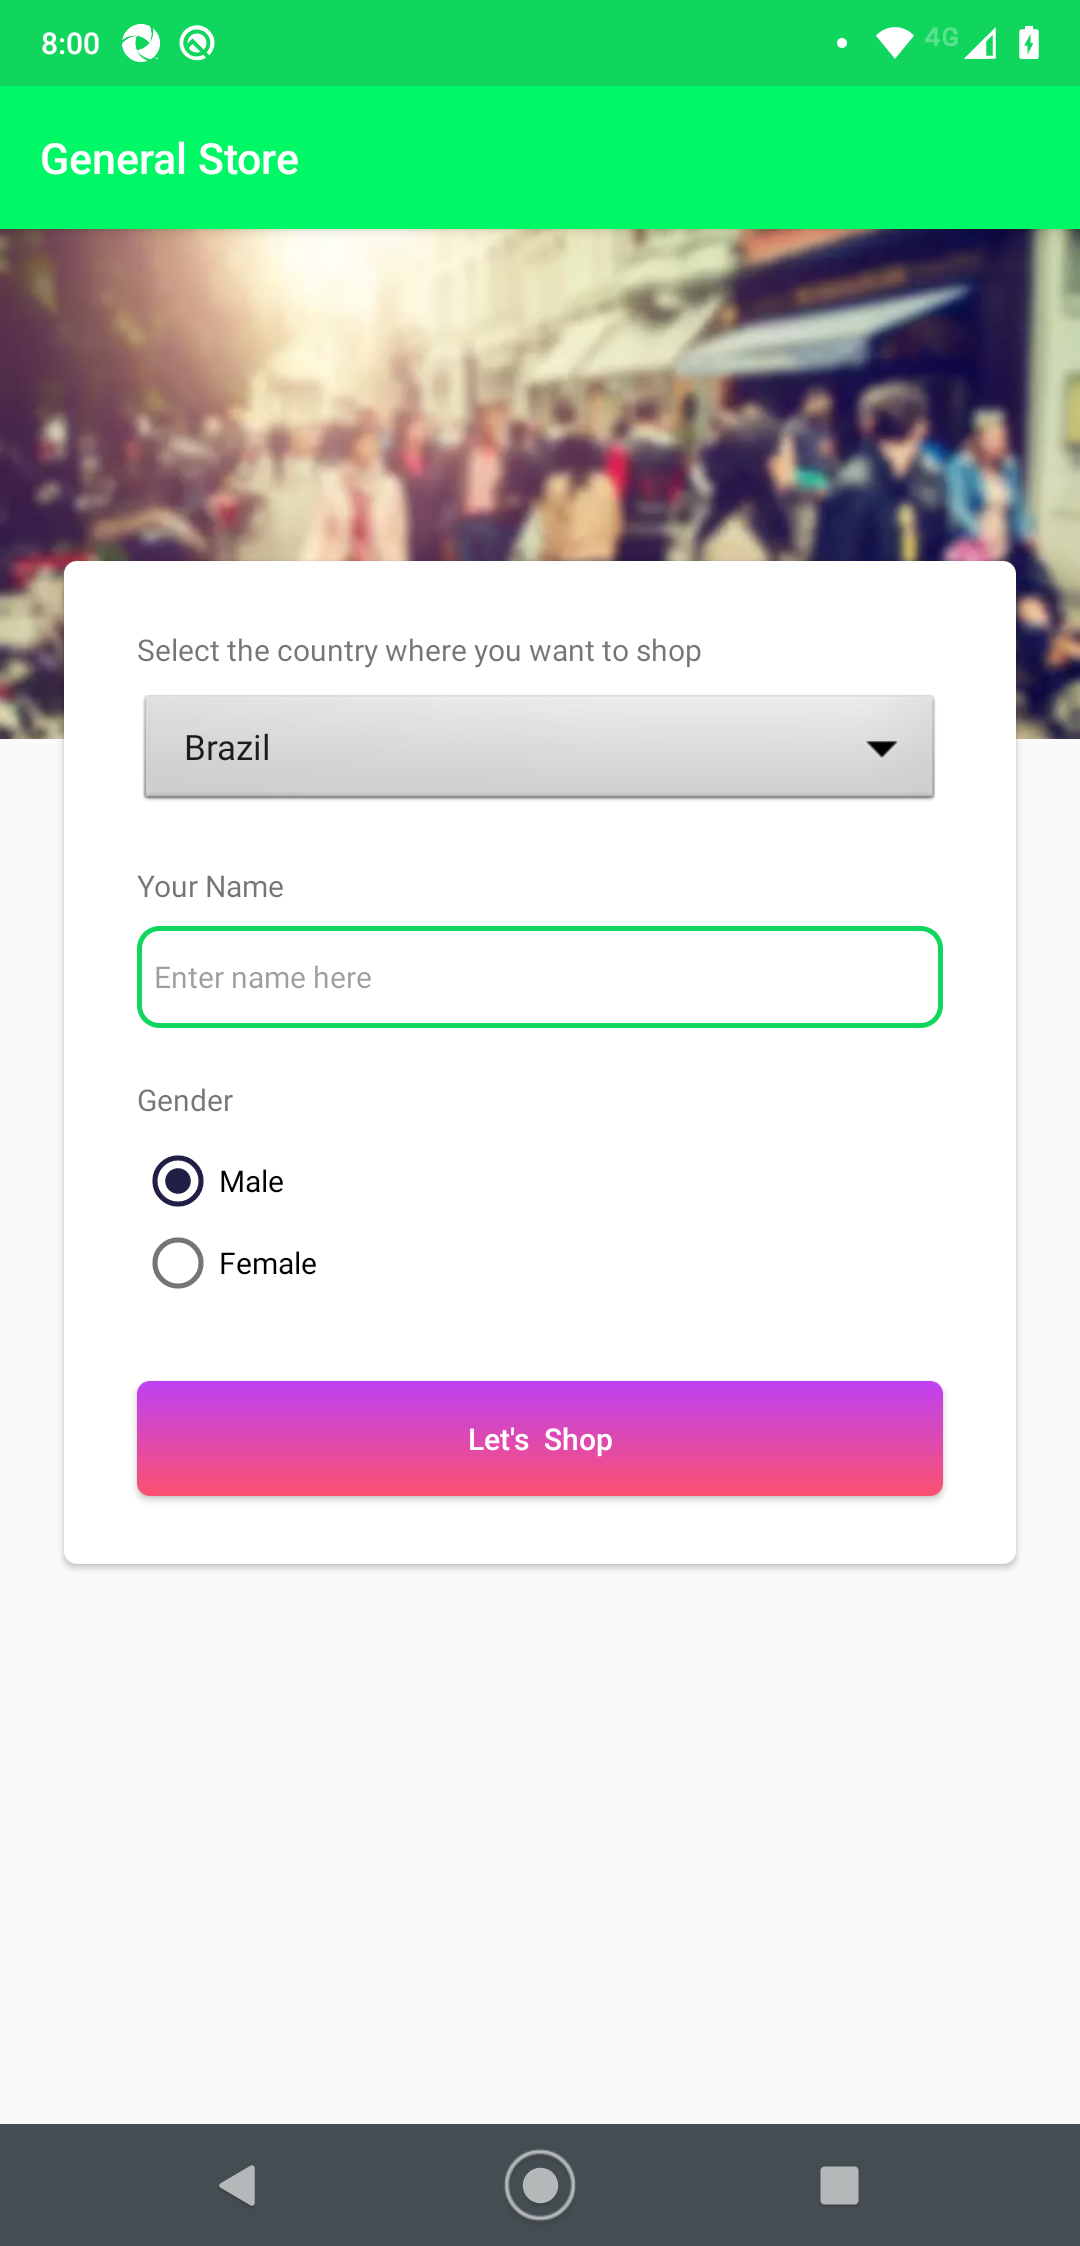 8:00
4G
General Store
Select the country where you want to shop
Brazil
Your Name
Enter name here
Gender
Male
Female
Let's  Shop